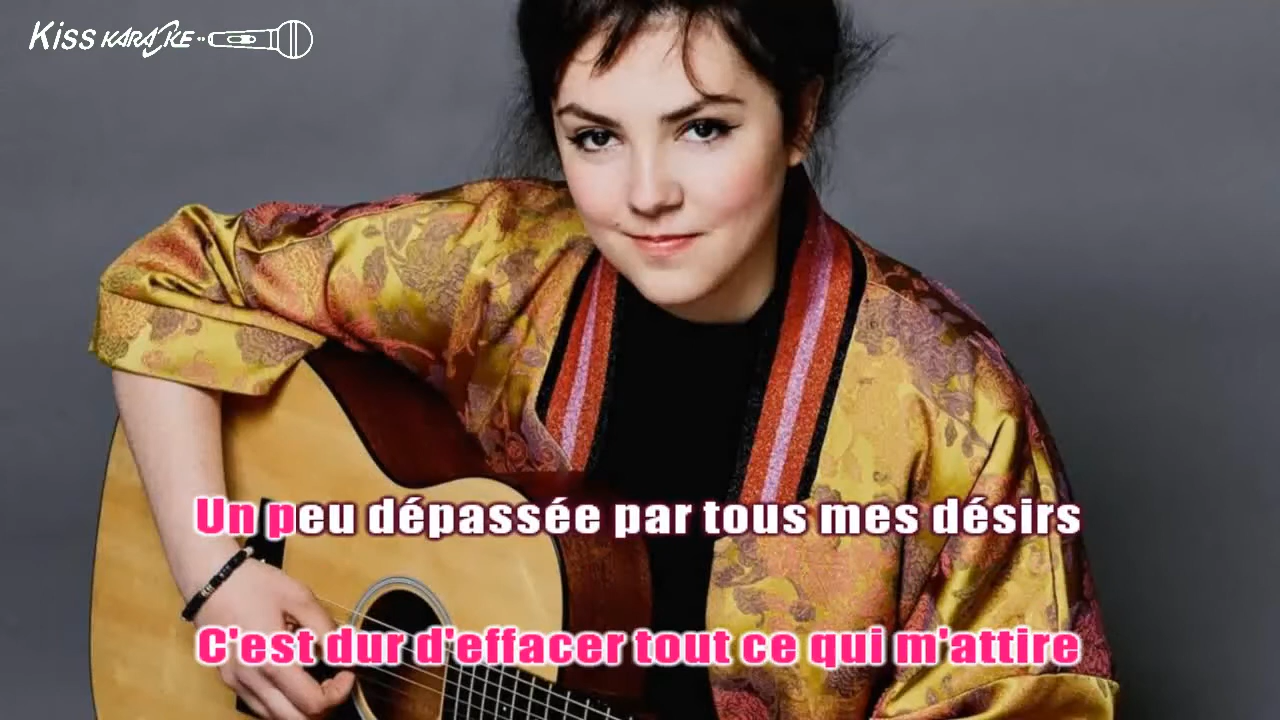 Kiss KARAOKE
Un peu dépassée par tous mes désirs
C'est dur d'effacer tout ce qui m'attire